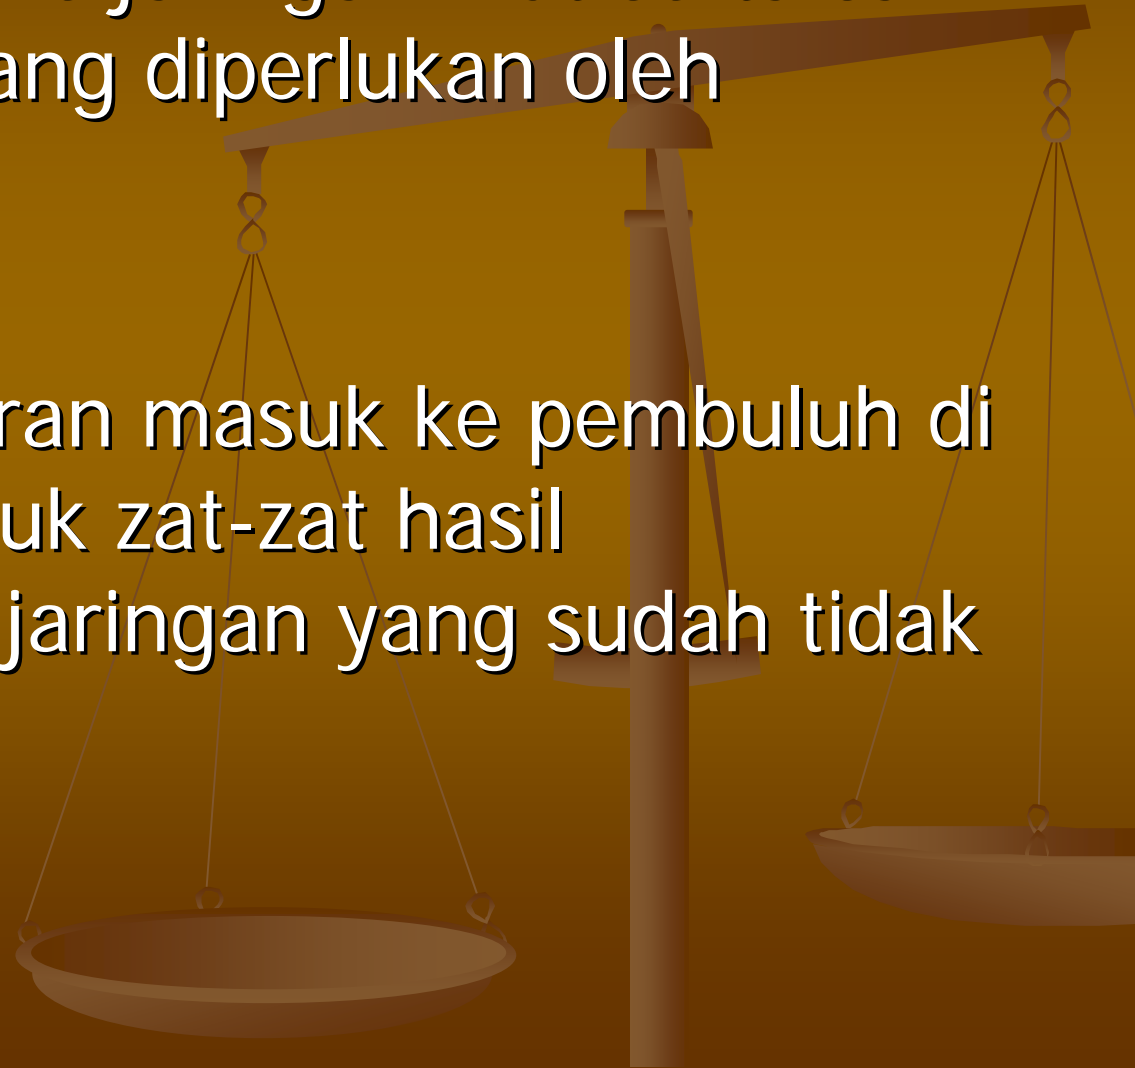 ang diperlukan oleh
ran masuk ke pembuluh di
uk zat-zat hasil
jaringan yang sudah tidak